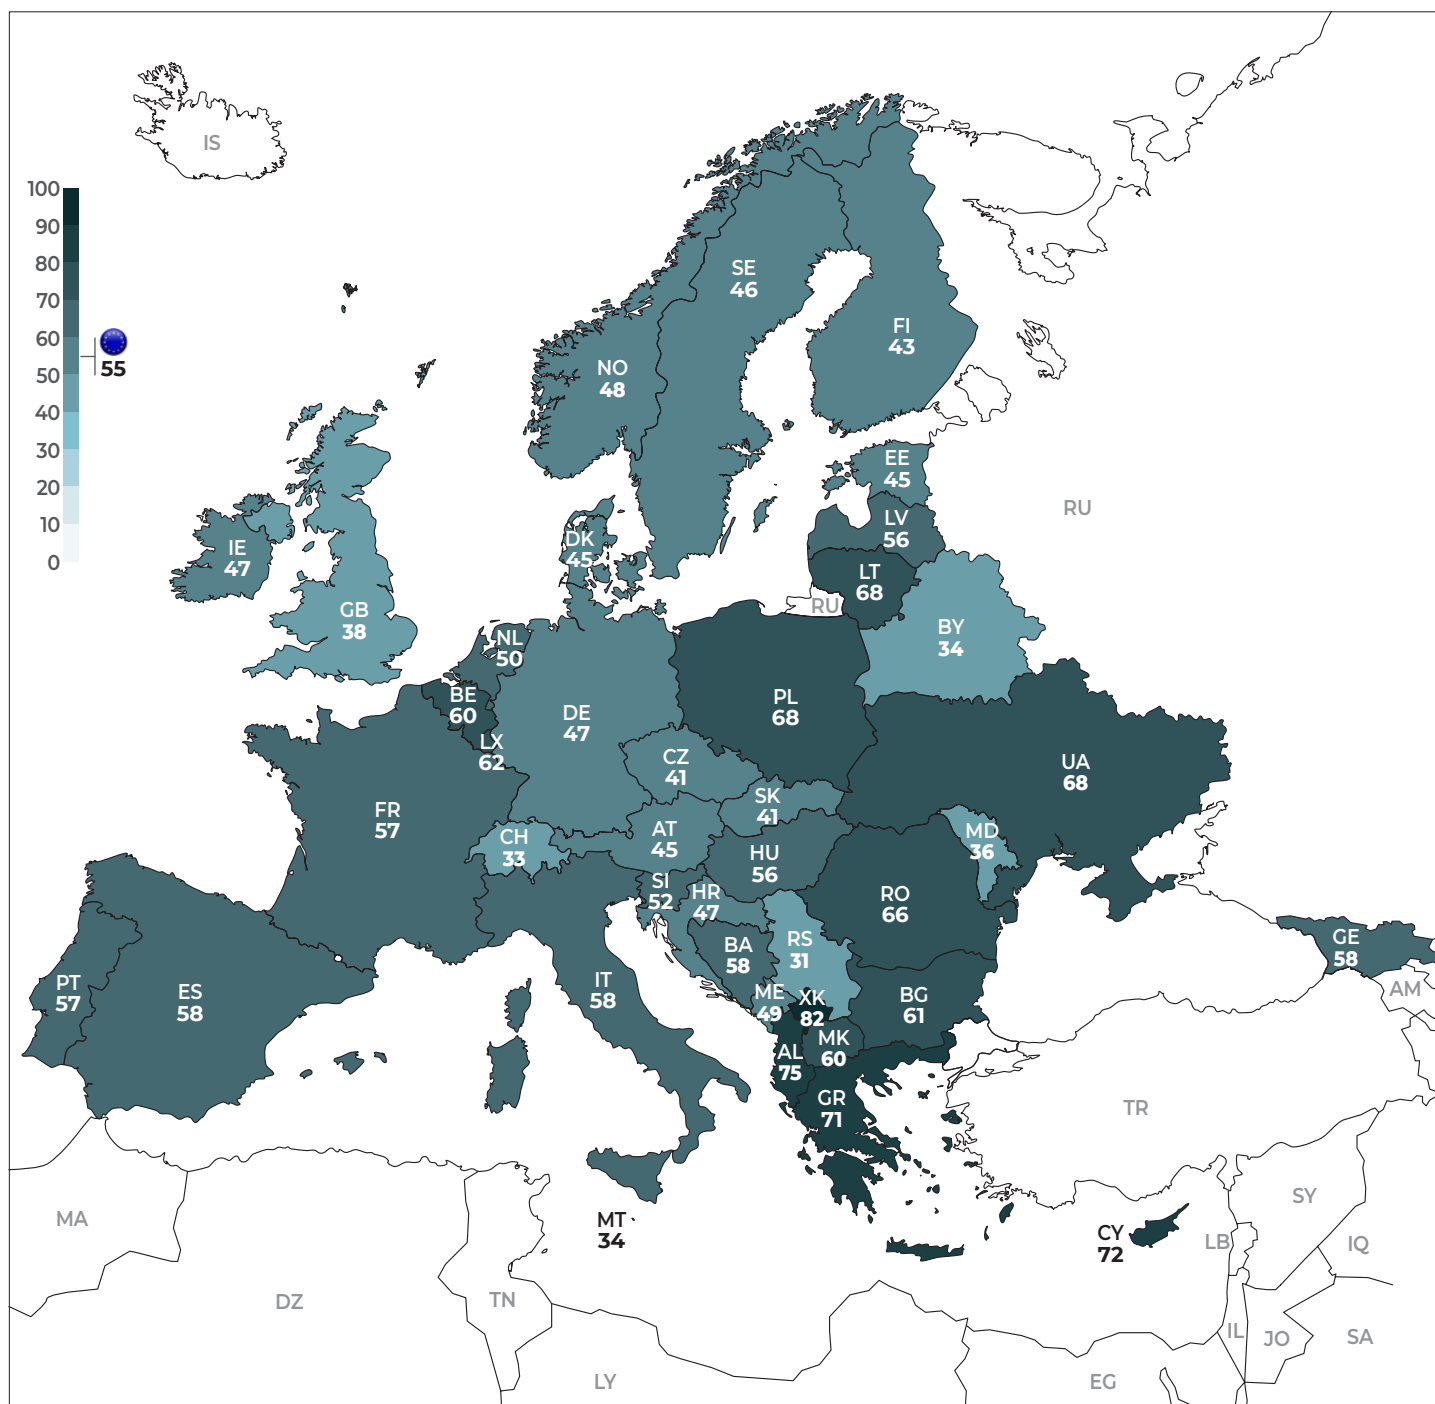 IS
100
90
80
70
60
50
40
30
20
10
0
55
SE
46
FI
43
NO
48
EE
45
RU
LV
56
DK
45
IE
47
LT
68
RU
GB
38
BY
34
NL
50
BE
60
DE
47
PL
68
LX
62
CZ
41
UA
68
SK
41
FR
57
CH
33
AT
45
MD
36
HU
56
SI
52
HR
47
RO
66
RS
31
BA
58
GE
58
PT
57
ES
58
IT
58
ME
49
XK
82
BG
61
AM
MK
60
AL
75
GR
71
TR
MA
MT
34
CY
72
SY
LB
IQ
DZ
TN
IL
JO
SA
LY
EG